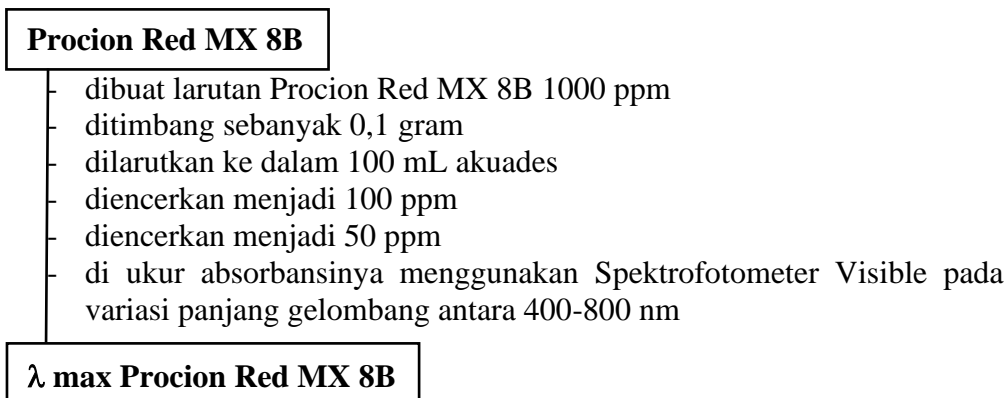 Procion Red MX 8B
- dibuat larutan Procion Red MX 8B 1000 ppm
- ditimbang sebanyak 0,1 gram
- dilarutkan ke dalam 100 mL akuades
- diencerkan menjadi 100 ppm
- diencerkan menjadi 50 ppm
- di ukur absorbansinya menggunakan Spektrofotometer Visible pada
variasi panjang gelombang antara 400-800 nm
λ max Procion Red MX 8B